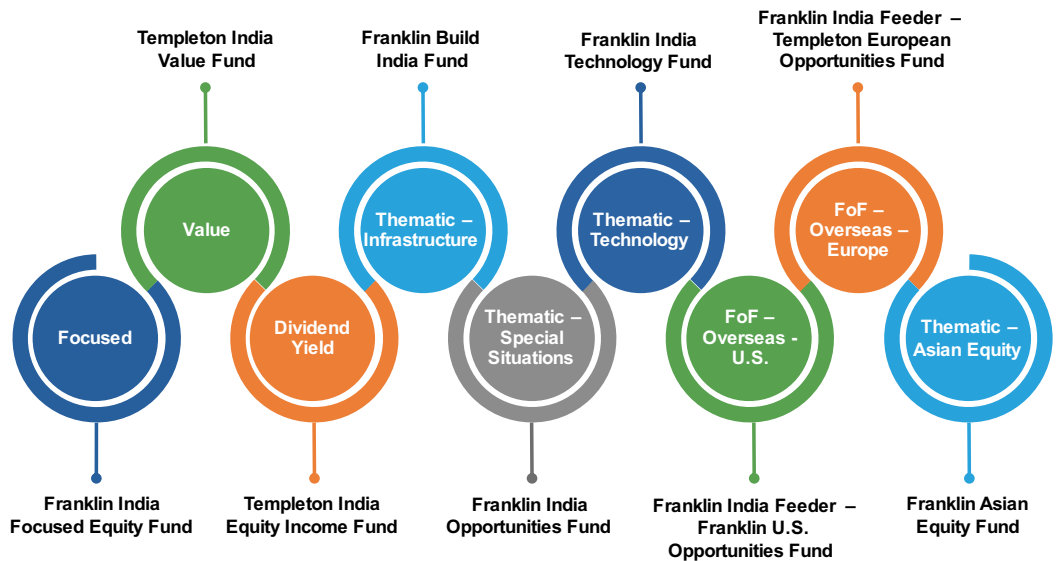 Templeton India
Value Fund
Franklin Build
India Fund
Franklin India
Technology Fund
Franklin India Feeder –
Templeton European
Opportunities Fund
Value
Thematic –
Infrastructure
Thematic –
Technology
FoF –
Overseas –
Europe
Focused
Dividend
Yield
Thematic –
Special
Situations
FoF –
Overseas -
U.S.
Thematic –
Asian Equity
Franklin India
Focused Equity Fund
Templeton India
Equity Income Fund
Franklin India
Opportunities Fund
Franklin India Feeder –
Franklin U.S.
Opportunities Fund
Franklin Asian
Equity Fund